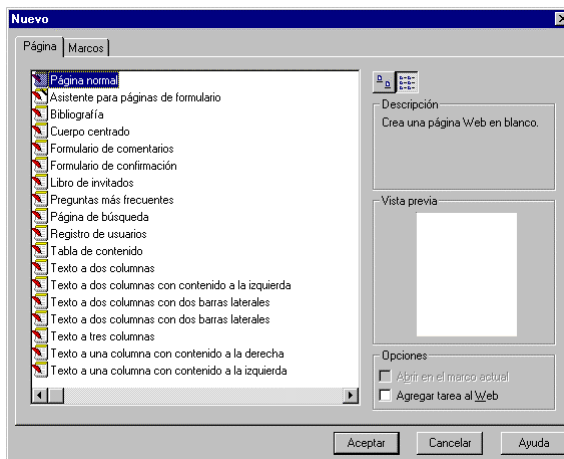 Nuevo
Página
Marcos
Página normal
Asistente para páginas de formulario
Bibliografía
Cuerpo centrado
Formulario de comentarios
Formulario de confirmación
Libro de invitados
Preguntas más frecuentes
Página de búsqueda
Registro de usuarios
Tabla de contenido
Texto a dos columnas
Texto a dos columnas con contenido a la izquierda
Texto a dos columnas con dos barras laterales
Texto a dos columnas con dos barras laterales
Texto a tres columnas
Texto a una columna con contenido a la derecha
Texto a una columna con contenido a la izquierda
Descripción
Crea una página Web en blanco.
Vista previa
Opciones
Abrir en el marco actual
Agregar tarea al Web
Aceptar
Cancelar
Ayuda